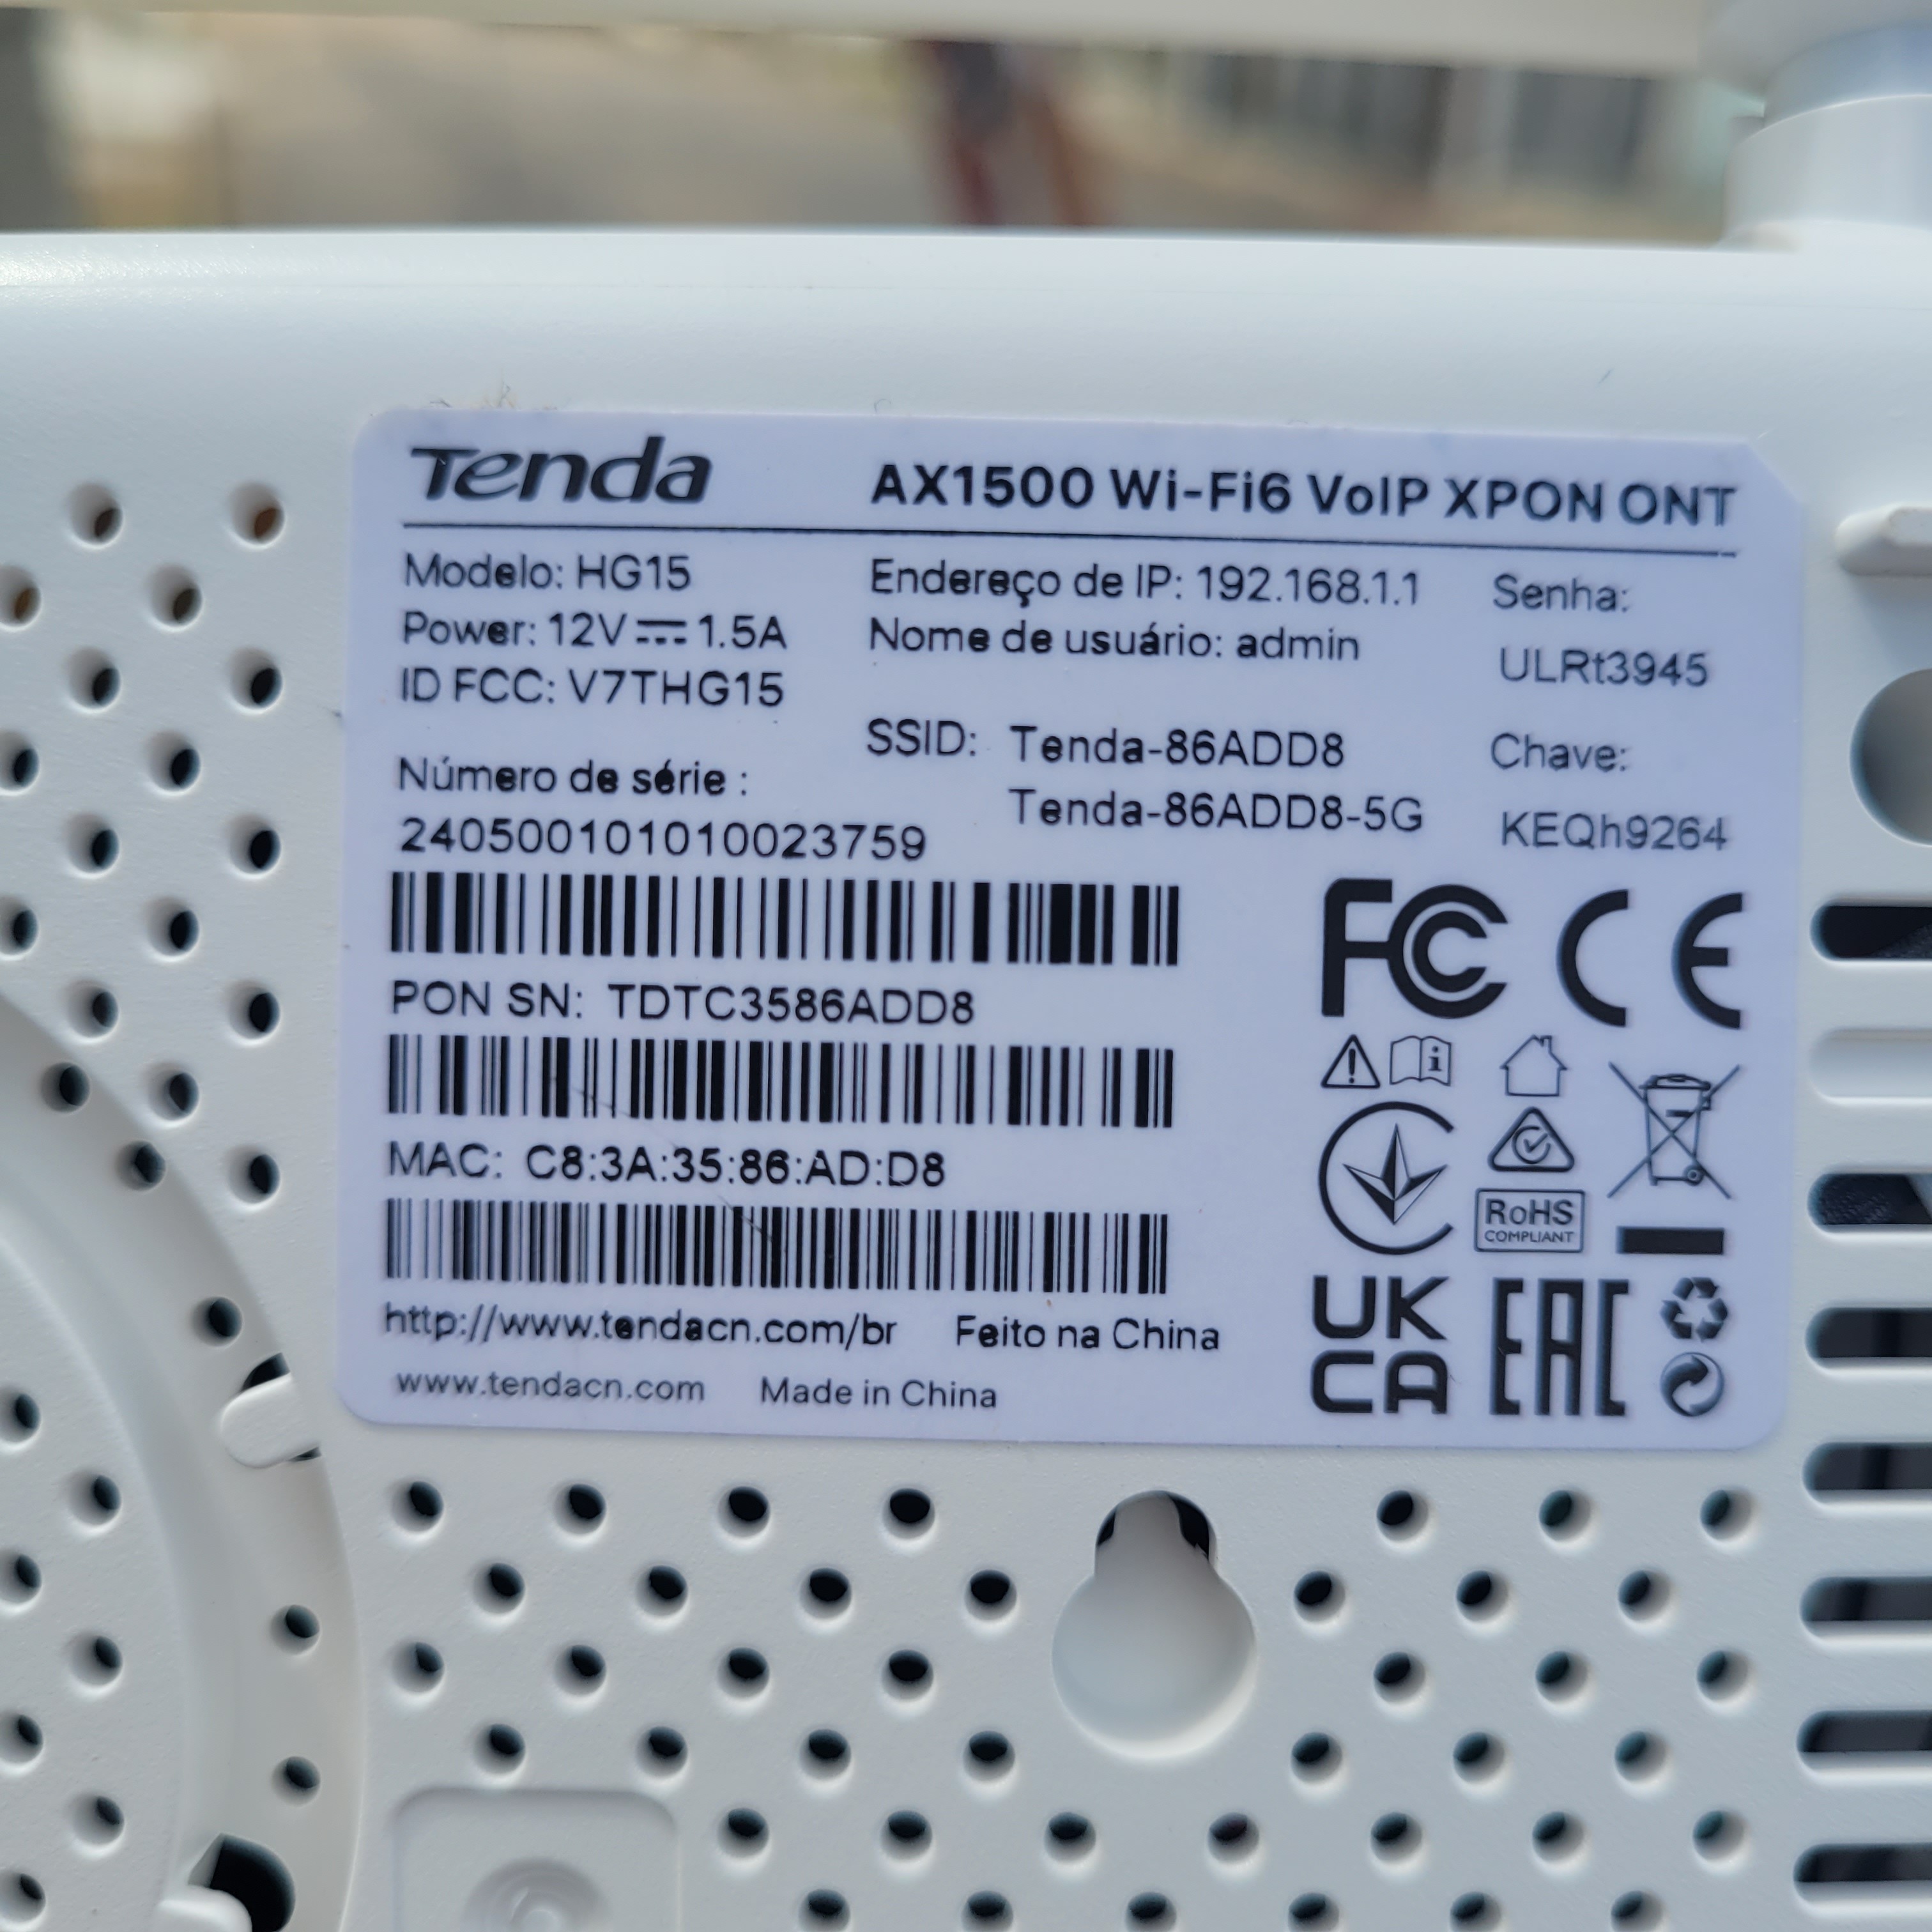 Tenda AX1500 Wi-Fi6 VoIP XPON ONT
Modelo: HG15
Power: 12V 1.5A
ID FCC: V7THG15
Endereço de IP: 192.168.1.1
Nome de usuário: admin
Senha:
ULRt3945
SSID: Tenda-86ADD8
Tenda-86ADD8-5G
Chave:
KEQh9264
Número de série :
240500101010023759
PON SN: TDTC3586ADD8
MAC: C8:3A:35:86:AD:D8
http://www.tendacn.com/br Feito na China
www.tendacn.com Made in China
FC CE
RoHS
COMPLIANT
UK
CA
EAC